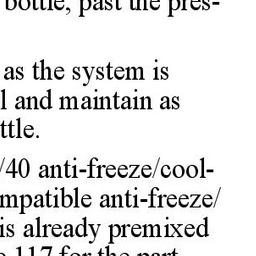 bottle, past the pres-
as the system is
l and maintain as
ttle.
/40 anti-freeze/cool-
mpatible anti-freeze/
is already premixed
117 for the part